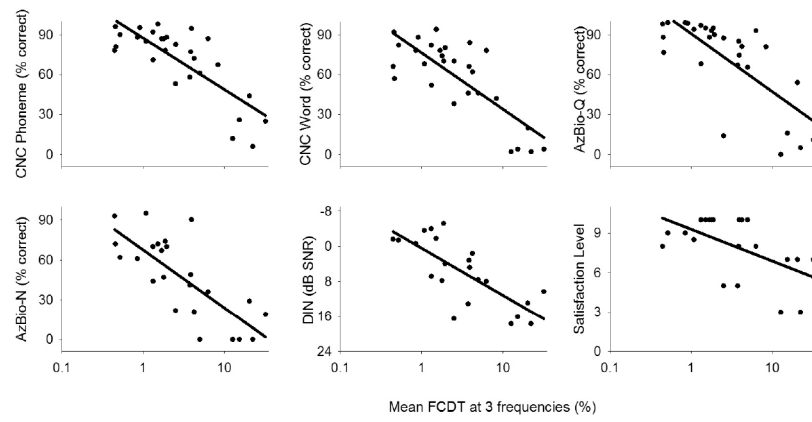 CNC Phoneme (% correct)
90
60
30
0
CNC Word (% correct)
90
60
30
0
AzBio-Q (% correct)
90
60
30
0
AzBio-N (% correct)
90
60
30
0
0.1 1 10
DIN (dB SNR)
-8
0
8
16
24
0.1 1 10
Satisfaction Level
9
6
3
0
0.1 1 10
Mean FCDT at 3 frequencies (%)